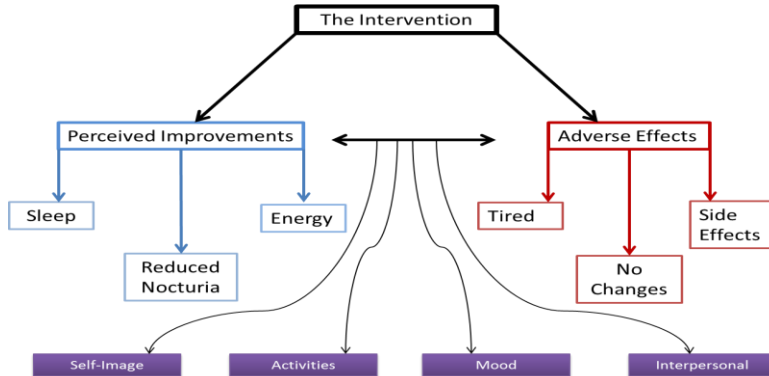 The Intervention
Perceived Improvements
Adverse Effects
Sleep
Energy
Tired
Side
Effects
Reduced
Nocturia
No
Changes
Self-Image
Activities
Mood
Interpersonal